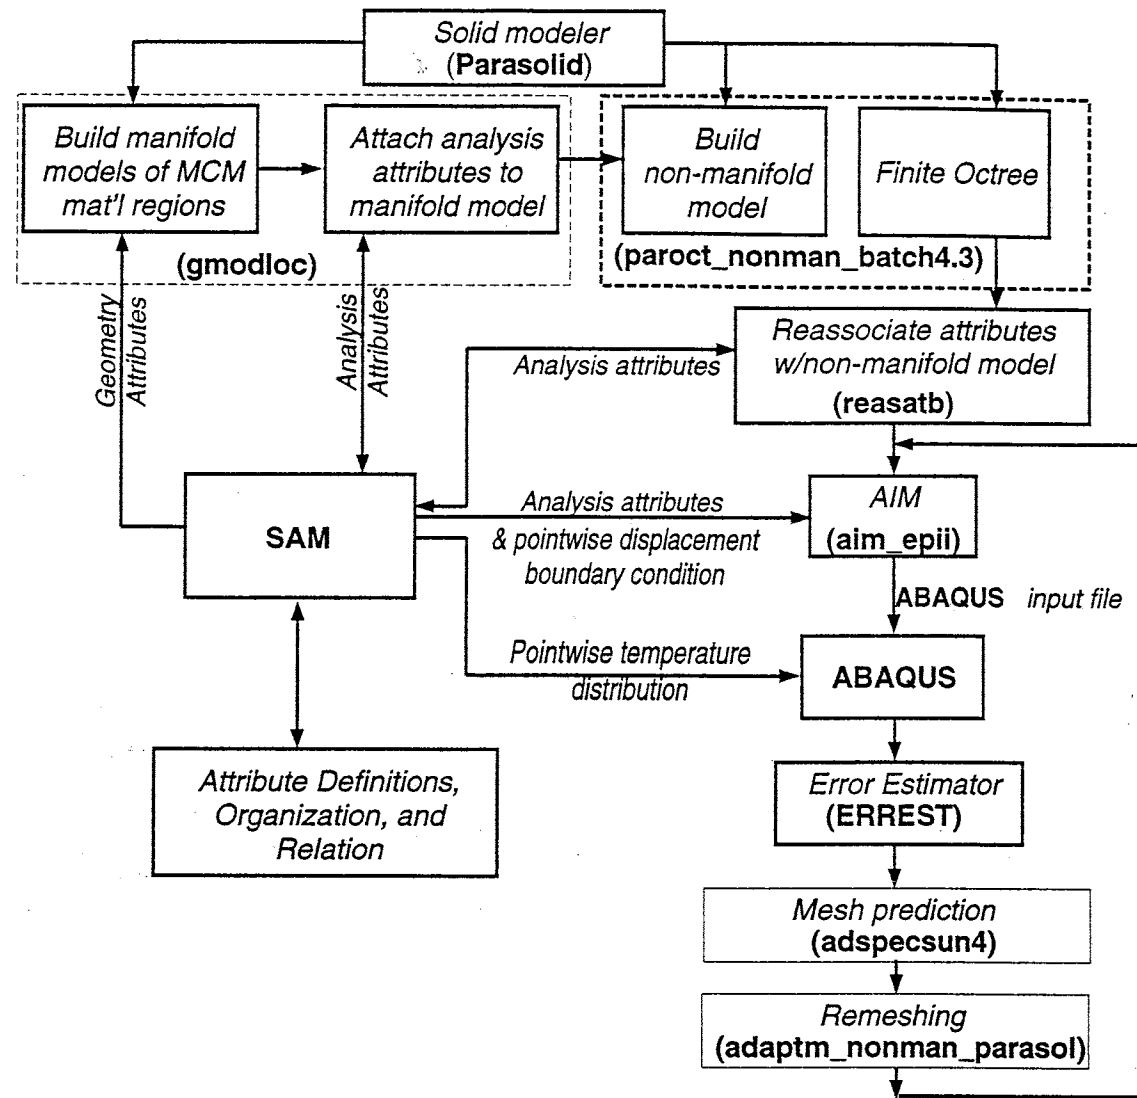 Solid modeler
(Parasolid)
Build manifold
models of MCM
mat'l regions
Attach analysis
attributes to
manifold model
(gmodloc)
Build
non-manifold
model
Finite Octree
(paroct_nonman_batch4.3)
Geometry
Attributes
Analysis
Attributes
Reassociate attributes
w/non-manifold model
(reasatb)
Analysis attributes
SAM
Analysis attributes
& pointwise displacement
boundary condition
AIM
(aim_epii)
ABAQUS input file
Pointwise temperature
distribution
ABAQUS
Attribute Definitions,
Organization, and
Relation
Error Estimator
(ERREST)
Mesh prediction
(adspecsun4)
Remeshing
(adaptm_nonman_parasol)